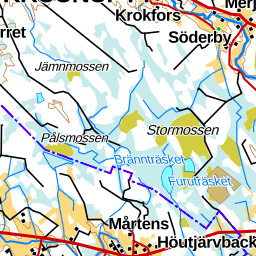 Krokfors
Söderby
Jämnmossen
Stormossen
Pålsmossen
Brännträsket
Furuträsket
Mårtens
Höutjärvback